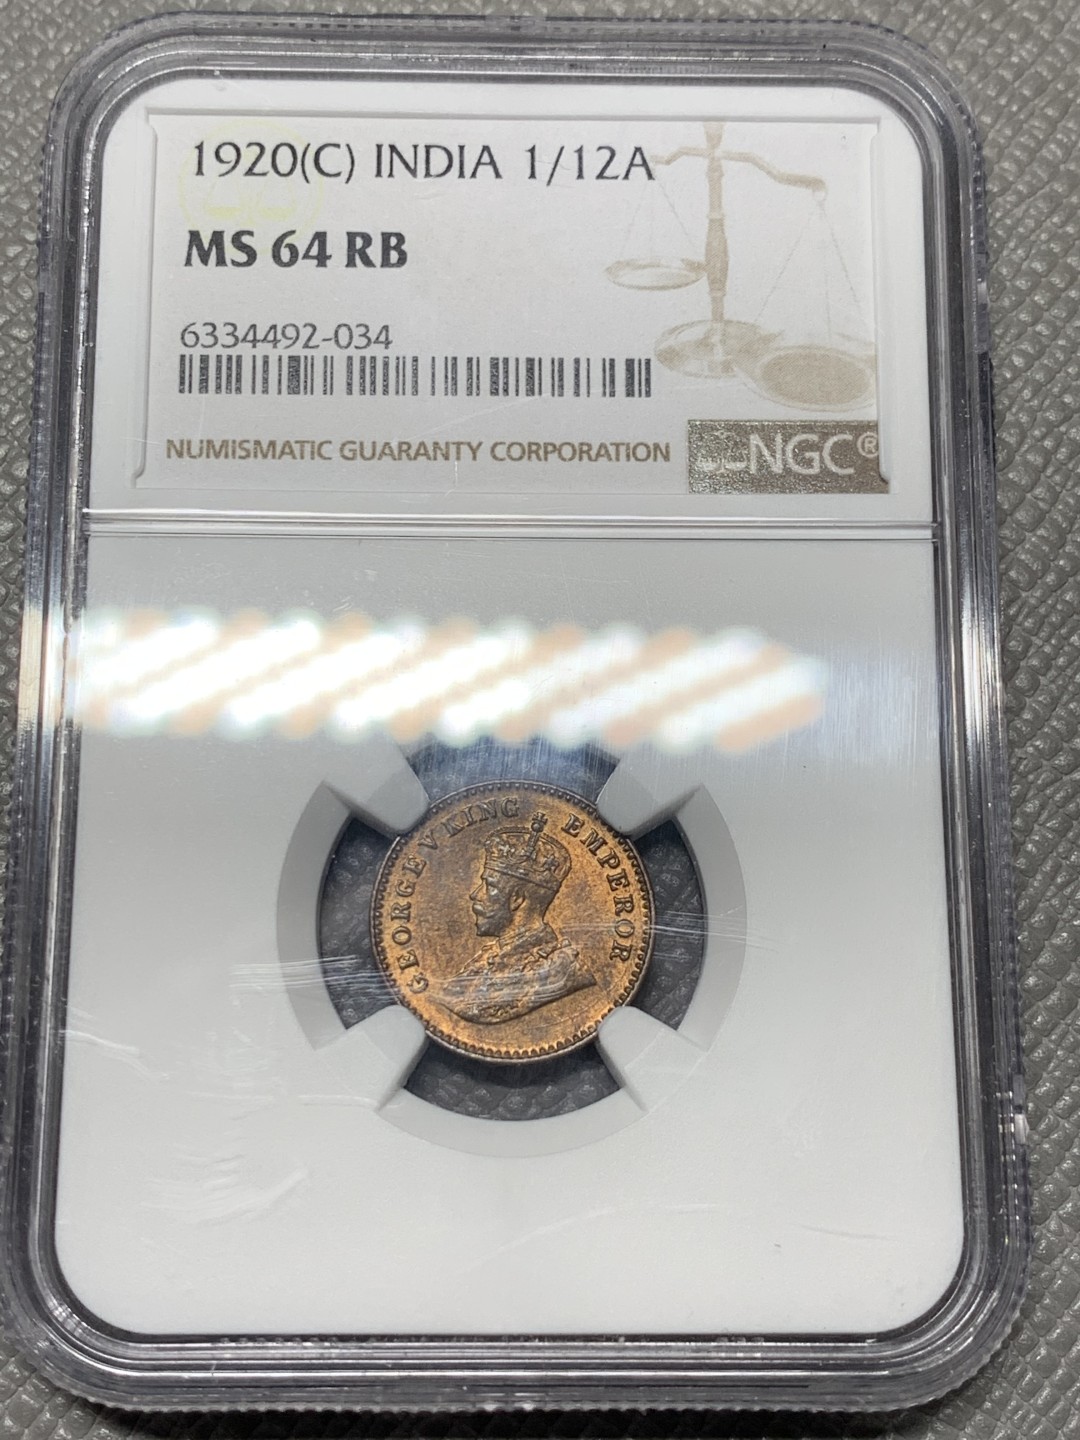 1920(C) INDIA 1/12A
MS 64 RB
6334492-034
NUMISMATIC GUARANTY CORPORATION
NGC®
GEORGE V KING EMPEROR